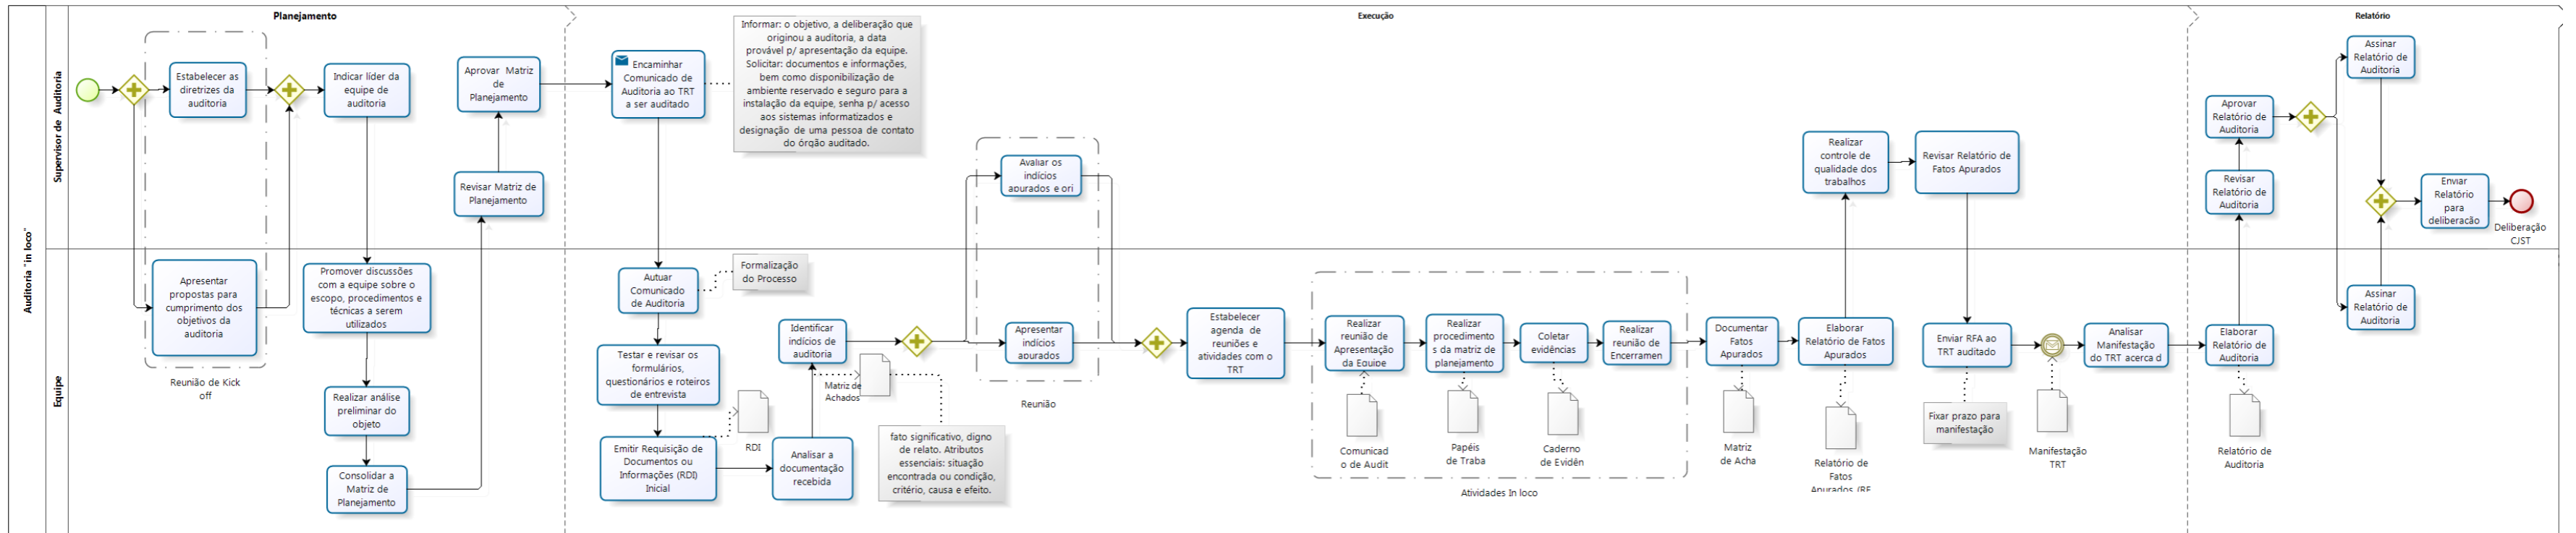 Planejamento
Execução
Relatório
Auditoria "in loco"
Supervisor de Auditoria
Equipe
Estabelecer as
diretrizes da
auditoria
Indicar líder da
equipe de
auditoria
Aprovar Matriz
de
Planejamento
Revisar Matriz de
Planejamento
Apresentar
propostas para
cumprimento dos
objetivos da
auditoria
Reunião de Kick
off
Promover discussões
com a equipe sobre o
escopo, procedimentos e
técnicas a serem
utilizados
Realizar análise
preliminar do
objeto
Consolidar a
Matriz de
Planejamento
Encaminhar
Comunicado de
Auditoria ao TRT
a ser auditado
Informar: o objetivo, a deliberação que
originou a auditoria, a data
provável p/ apresentação da equipe.
Solicitar: documentos e informações,
bem como disponibilização de
ambiente reservado e seguro para a
instalação da equipe, senha p/ acesso
aos sistemas informatizados e
designação de uma pessoa de contato
do órgão auditado.
Autuar
Comunicado
de Auditoria
Formalização
do Processo
Testar e revisar os
formulários,
questionários e roteiros
de entrevista
Emitir Requisição de
Documentos ou
Informações (RDI)
Inicial
RDI
Analisar a
documentação
recebida
Identificar
indícios de
auditoria
Matriz de
Achados
fato significativo, digno
de relato. Atributos
essenciais: situação
encontrada ou condição,
critério, causa e efeito.
Avaliar os
indícios
apurados e ori
Apresentar
indícios
apurados
Reunião
Estabelecer
agenda de
reuniões e
atividades com o
TRT
Realizar
reunião de
Apresentação
da Equipe
Comunicad
o de Audit
Realizar
procedimento
s da matriz de
planejamento
Papéis
de Traba
Coletar
evidências
Caderno
de Evidên
Realizar
reunião de
Encerramen
Atividades In loco
Documentar
Fatos
Apurados
Matriz
de Acha
Elaborar
Relatório de Fatos
Apurados
Relatório de
Fatos
Apurados (RF
Realizar
controle de
qualidade dos
trabalhos
Revisar Relatório de
Fatos Apurados
Enviar RFA ao
TRT auditado
Fixar prazo para
manifestação
Manifestação
TRT
Analisar
Manifestação
do TRT acerca d
Elaborar
Relatório de
Auditoria
Relatório de
Auditoria
Revisar
Relatório de
Auditoria
Aprovar
Relatório de
Auditoria
Assinar
Relatório de
Auditoria
Assinar
Relatório de
Auditoria
Enviar
Relatório
para
deliberação
Deliberação
CJST